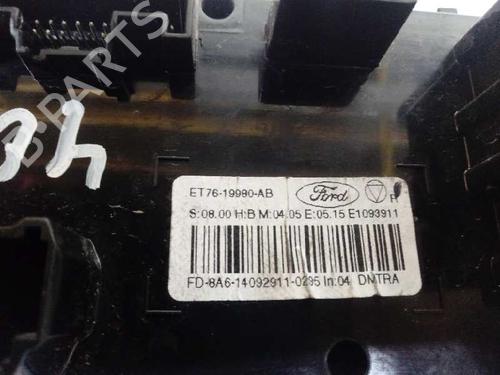 B-PARTS
ET76-19980-AB
Ford
R
S:08.00 H:B M:04.05 E:05.15 E1093911
FD-8A6-14092911-0295 In:04 DMTRA